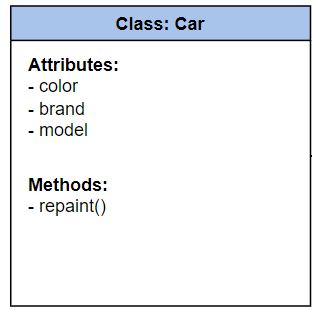 Class: Car
Attributes:
- color
- brand
- model
Methods:
- repaint()